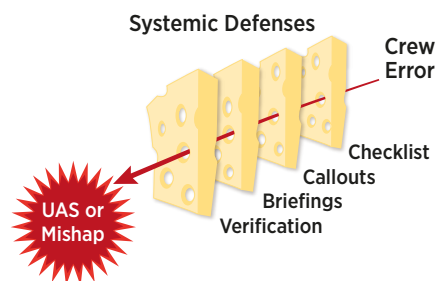 Systemic Defenses
Crew
Error
Checklist
Callouts
Briefings
Verification
UAS or
Mishap